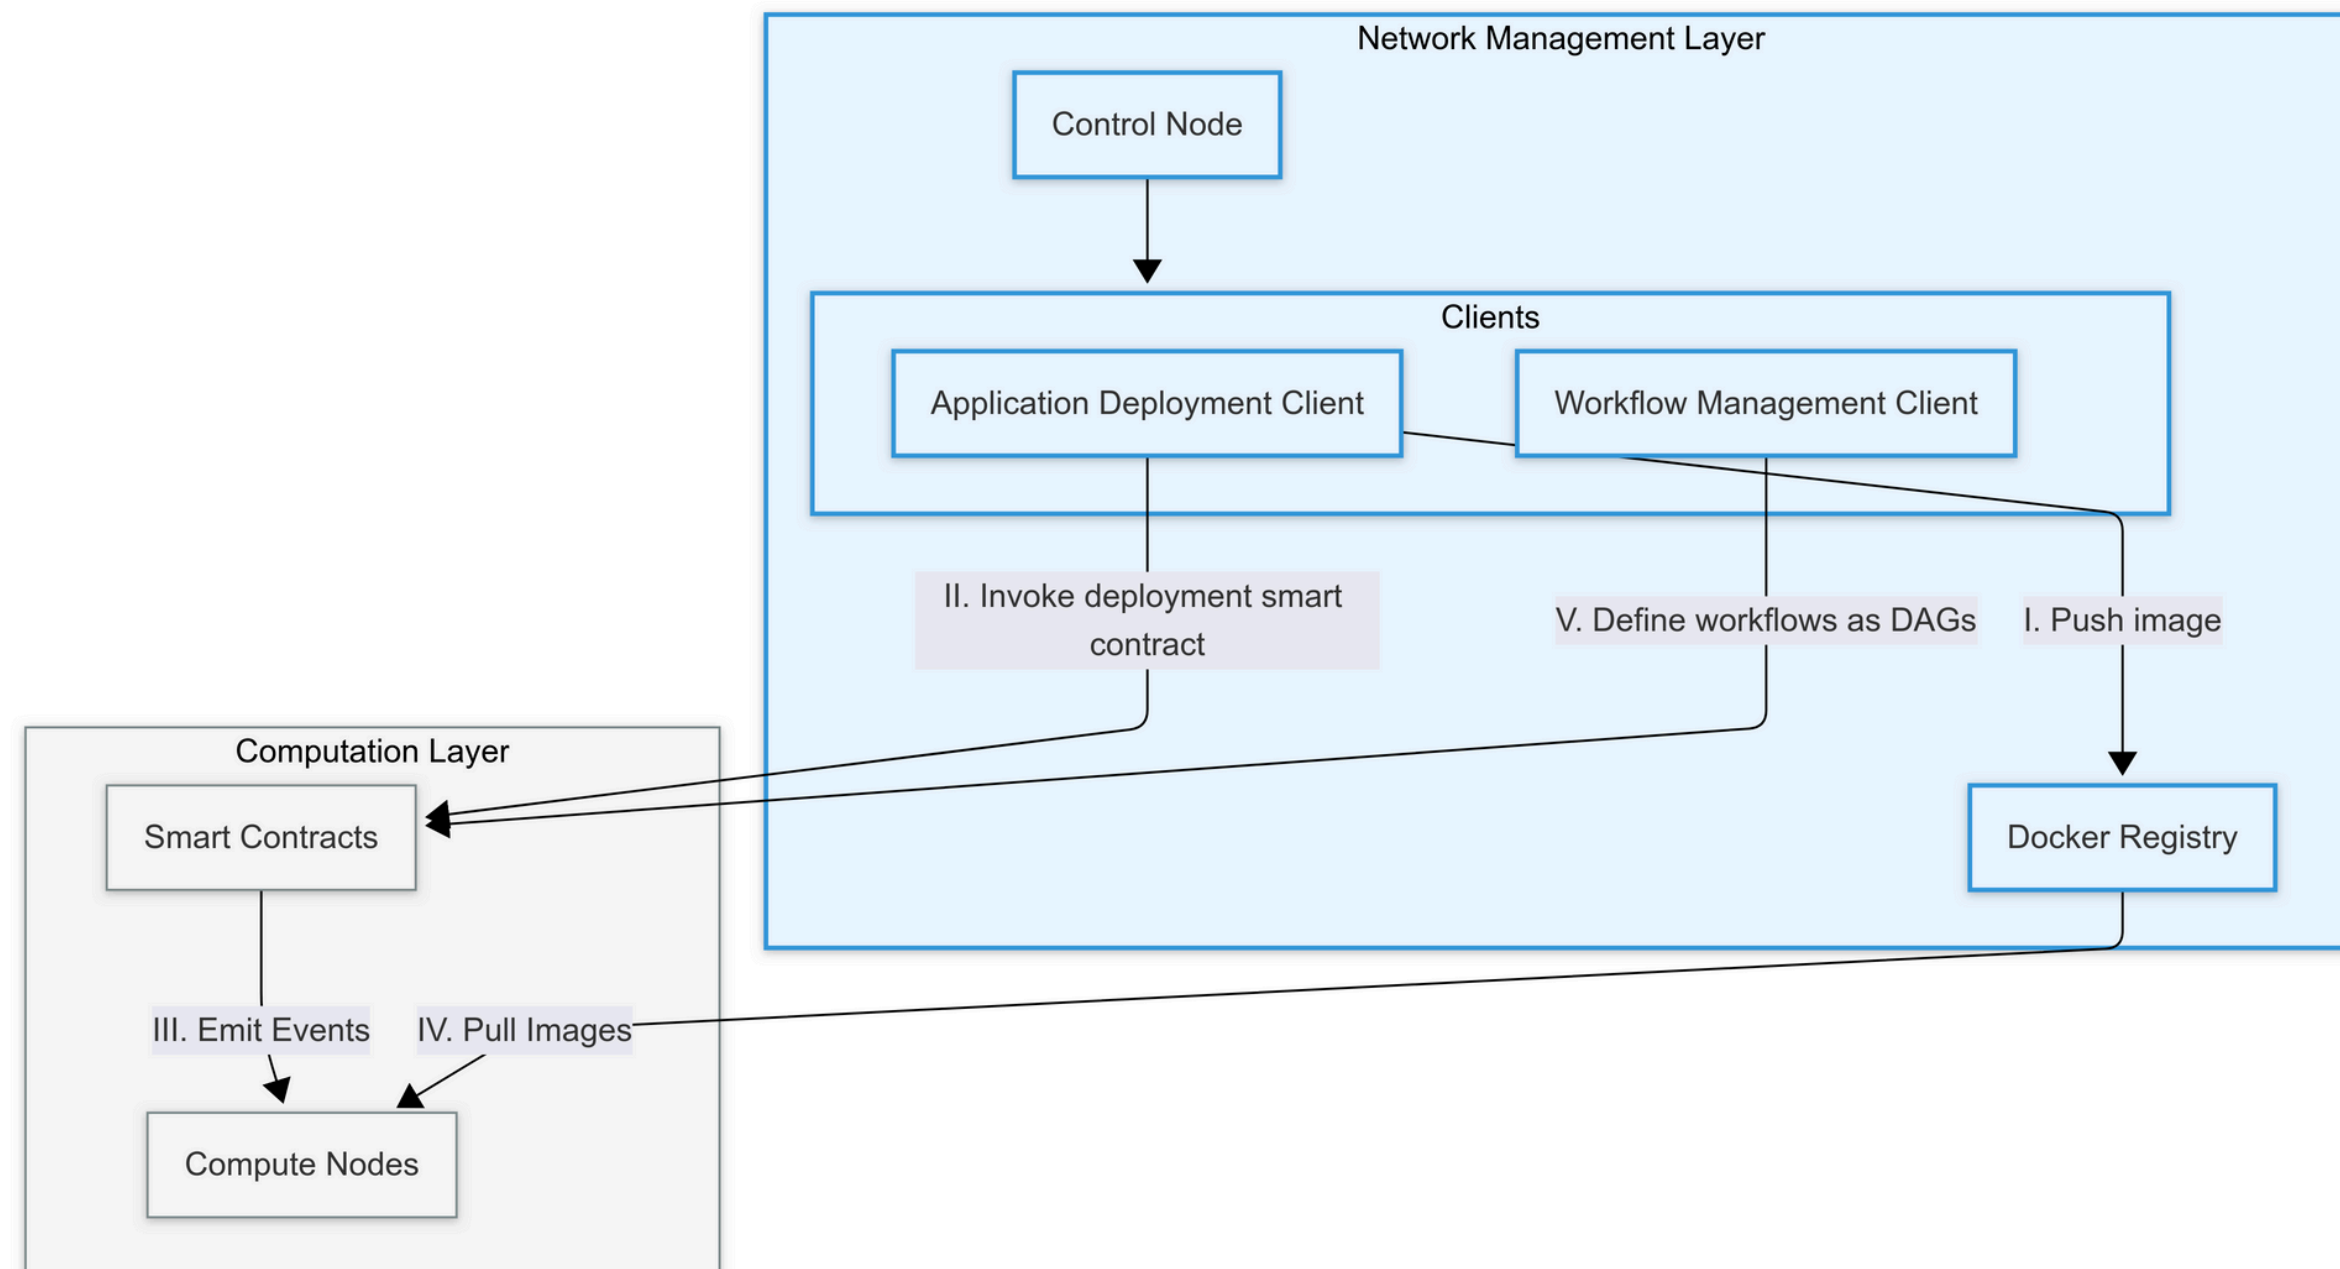 Network Management Layer
Control Node
Clients
Application Deployment Client
Workflow Management Client
II. Invoke deployment smart
contract
V. Define workflows as DAGs
I. Push image
Computation Layer
Smart Contracts
Docker Registry
III. Emit Events
IV. Pull Images
Compute Nodes